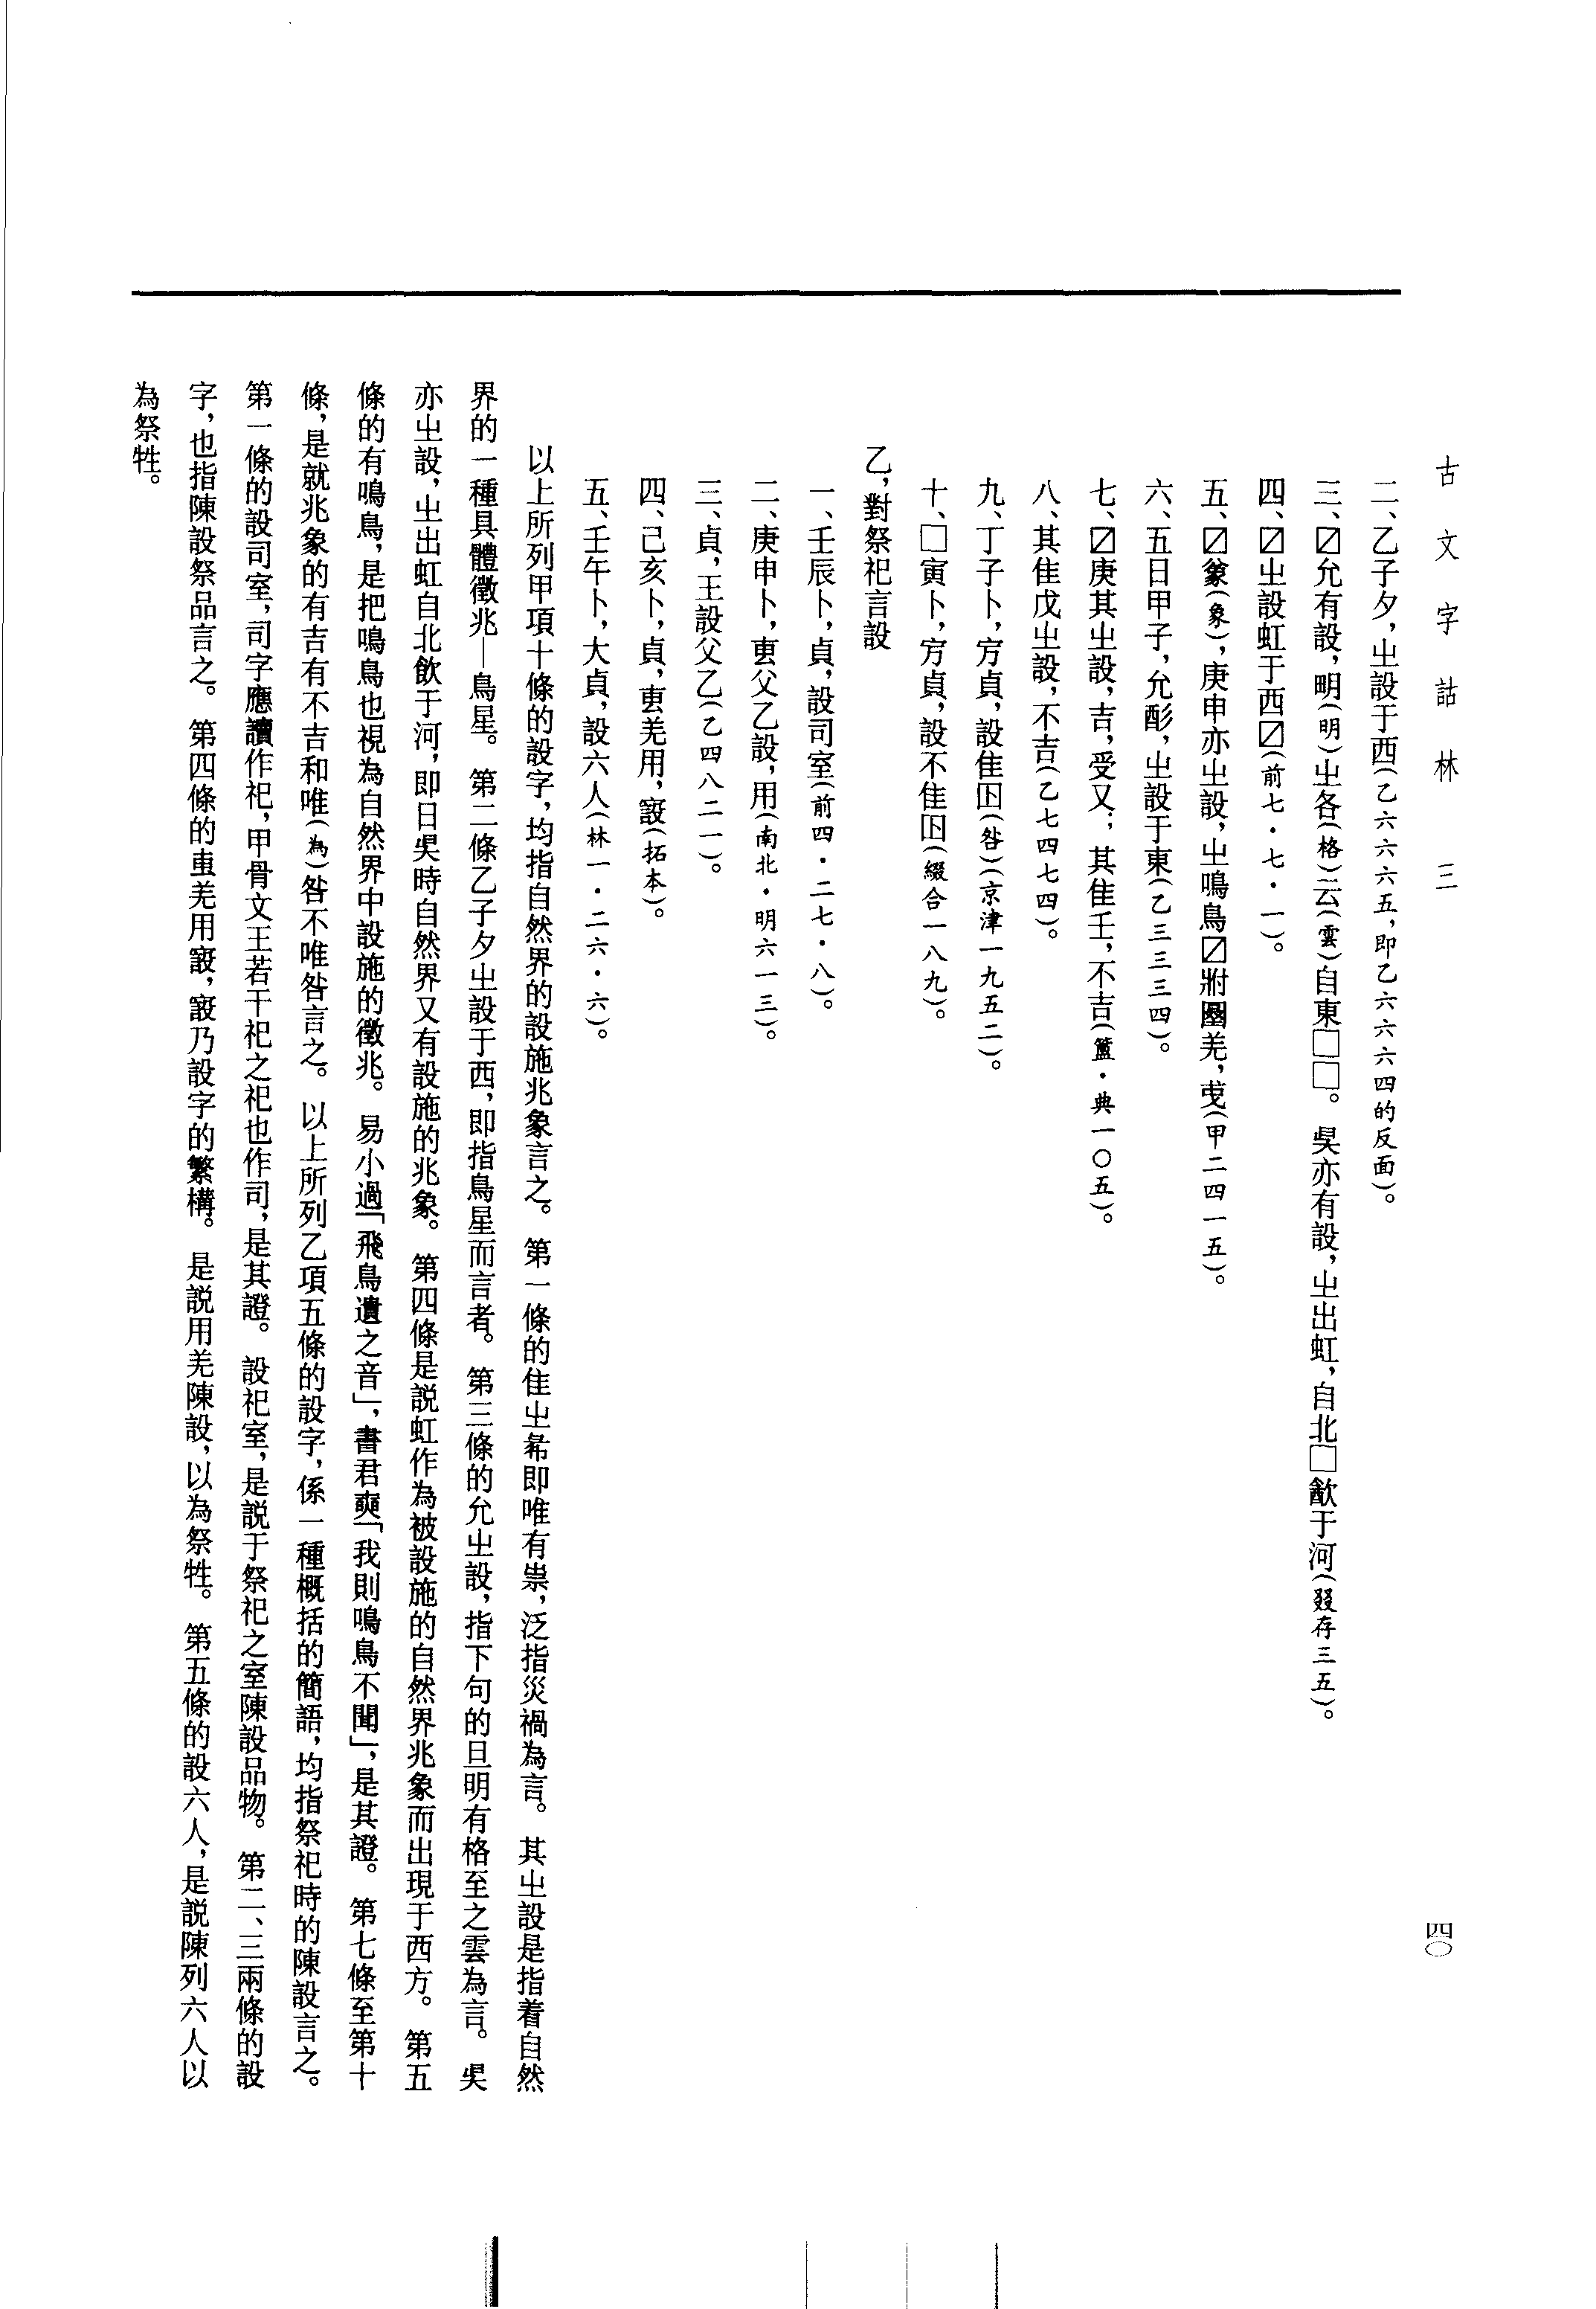 古文字詁林　三
四〇
二、乙子夕，㞢設于西（乙六六六五，即乙六六六四的反面）。
三、〼允有設，明（明）㞢各（格）云（雲）自東□□。昃亦有設，㞢出虹，自北□㱃于河（掇存三五）。
四、〼㞢設虹于西〼（前七·七·一）。
五、〼（象），庚申亦㞢設，㞢鳴鳥〼圉羌，戋（甲二四一五）。
六、五日甲子，允酌，㞢設于東（乙三三三四）。
七、〼庚其㞢設，吉，受又；其隹壬，不吉（簠·典一〇五）。
八、其隹戊㞢設，不吉（乙七四七四）。
九、丁子卜，㝑貞，設隹𡆥（咎）（京津一九五二）。
十、□寅卜，㝑貞，設不隹𡆥（綴合一八九）。
乙，對祭祀言設
一、壬辰卜，貞，設司室（前四·二七·八）。
二、庚申卜，叀父乙設，用（南北·明六一三）。
三、貞，王設父乙（乙四八二一）。
四、己亥卜，貞，叀羌用，（拓本）。
五、壬午卜，大貞，設六人（林一·二六·六）。
以上所列甲項十條的設字，均指自然界的設施兆象言之。第一條的隹㞢希即唯有祟，泛指災禍為言。其㞢設是指着自然
界的一種具體徵兆—鳥星。第二條乙子夕㞢設于西，即指鳥星而言者。第三條的允㞢設，指下句的旦明有格至之雲為言。昃
亦㞢設，㞢出虹自北飲于河，即日昃時自然界又有設施的兆象。第四條是説虹作為被設施的自然界兆象而出現于西方。第五
條的有鳴鳥，是把鳴鳥也視為自然界中設施的徵兆。易小過「飛鳥遺之音」，書君奭「我則鳴鳥不聞」，是其證。第七條至第十
條，是就兆象的有吉有不吉和唯（為）咎不唯咎言之。以上所列乙項五條的設字，係一種概括的簡語，均指祭祀時的陳設言之。
第一條的設司室，司字應讀作祀，甲骨文王若干祀之祀也作司，是其證。設祀室，是説于祭祀之室陳設品物。第二、三兩條的設
字，也指陳設祭品言之。第四條的叀羌用，乃設字的繁構。是説用羌陳設，以為祭牲。第五條的設六人，是説陳列六人以
為祭牲。